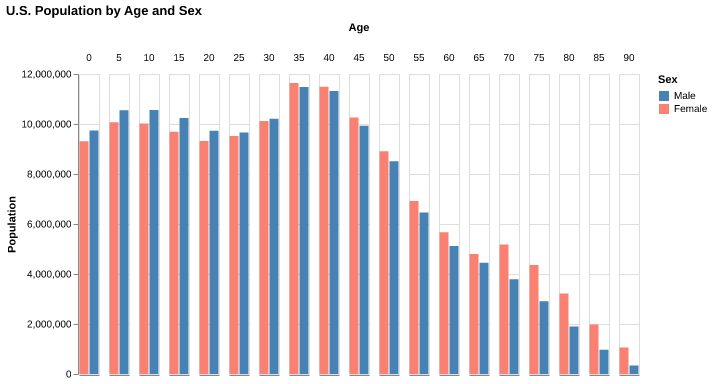 U.S. Population by Age and Sex
Age
0 5 10 15 20 25 30 35 40 45 50 55 60 65 70 75 80 85 90
12,000,000
10,000,000
8,000,000
6,000,000
4,000,000
2,000,000
0
Population
Sex
Male
Female